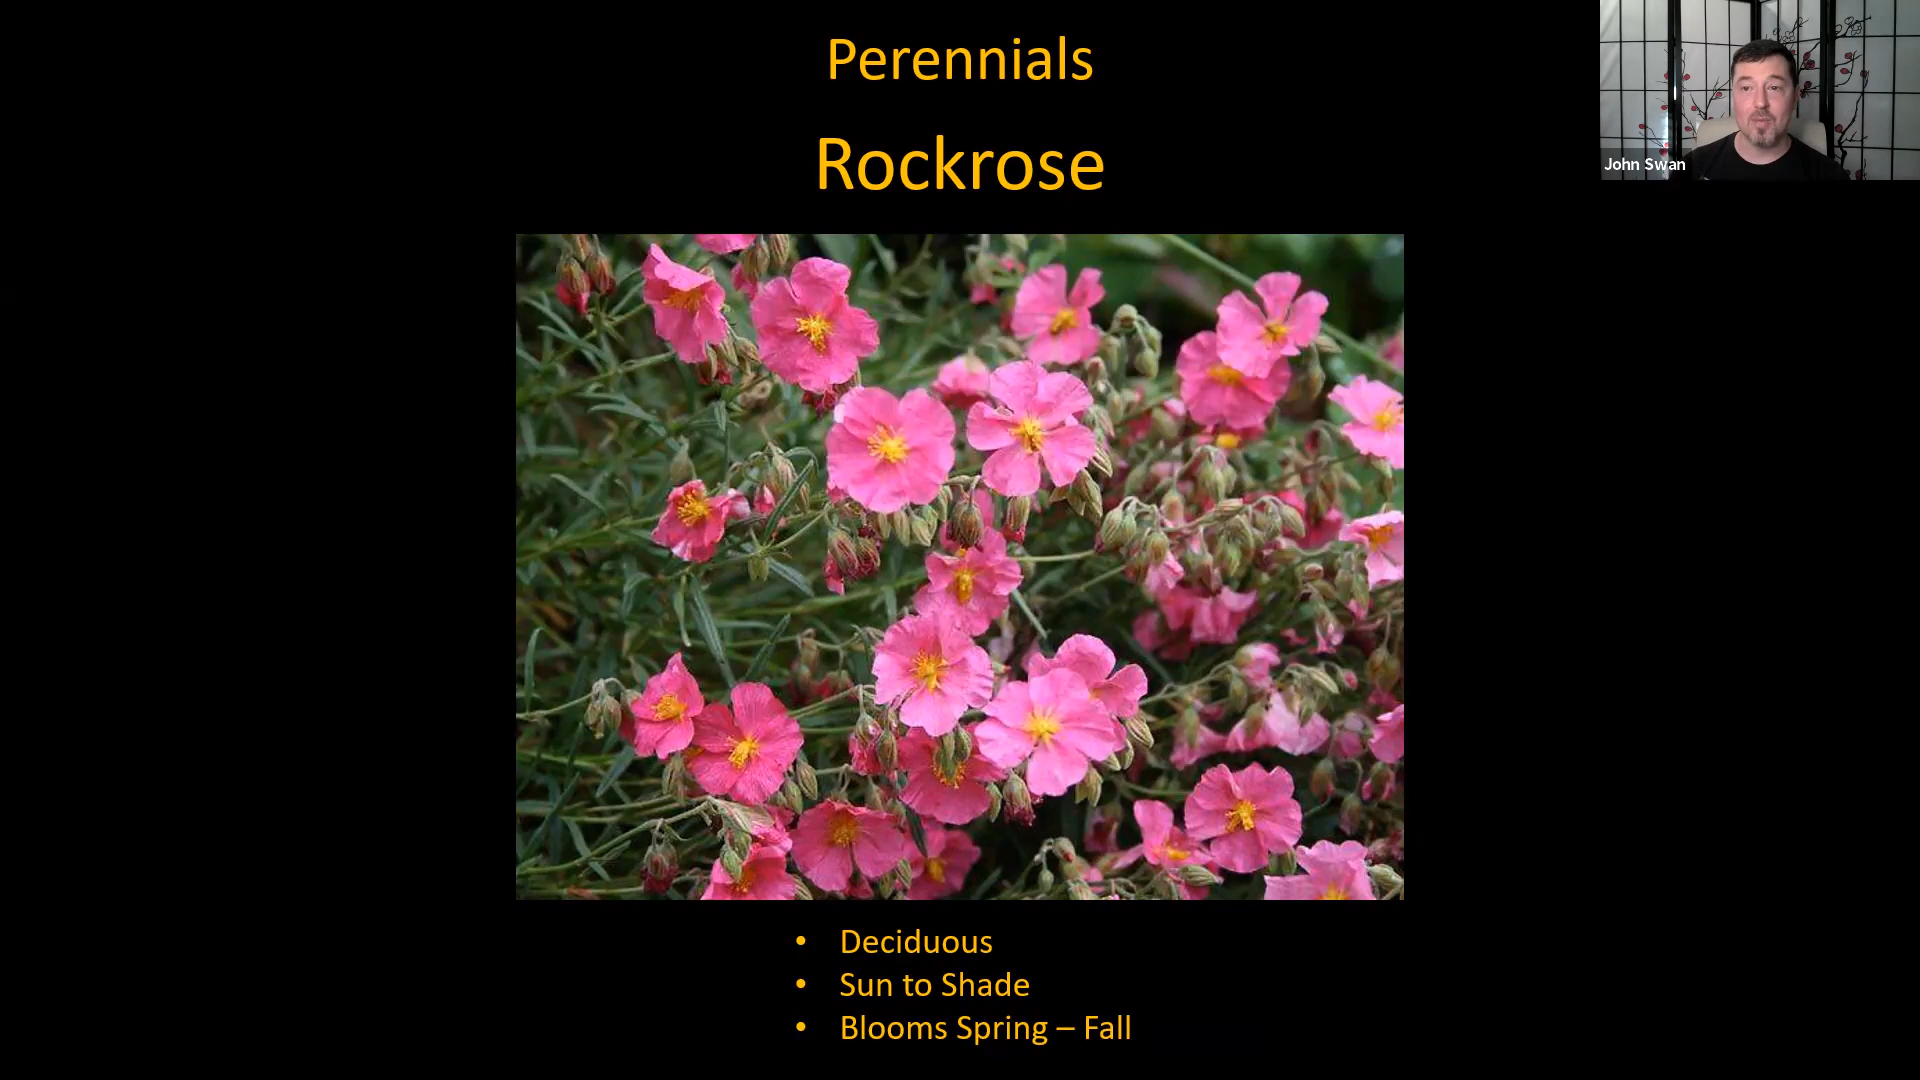 Perennials
Rockrose
John Swan
• Deciduous
• Sun to Shade
• Blooms Spring – Fall